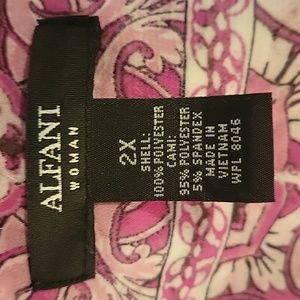 ALFANI
WOMAN
2X
SHELL:
100% POLYESTER
CAMI:
95% POLYESTER
5% SPANDEX
MADE IN
VIETNAM
WPL 8046